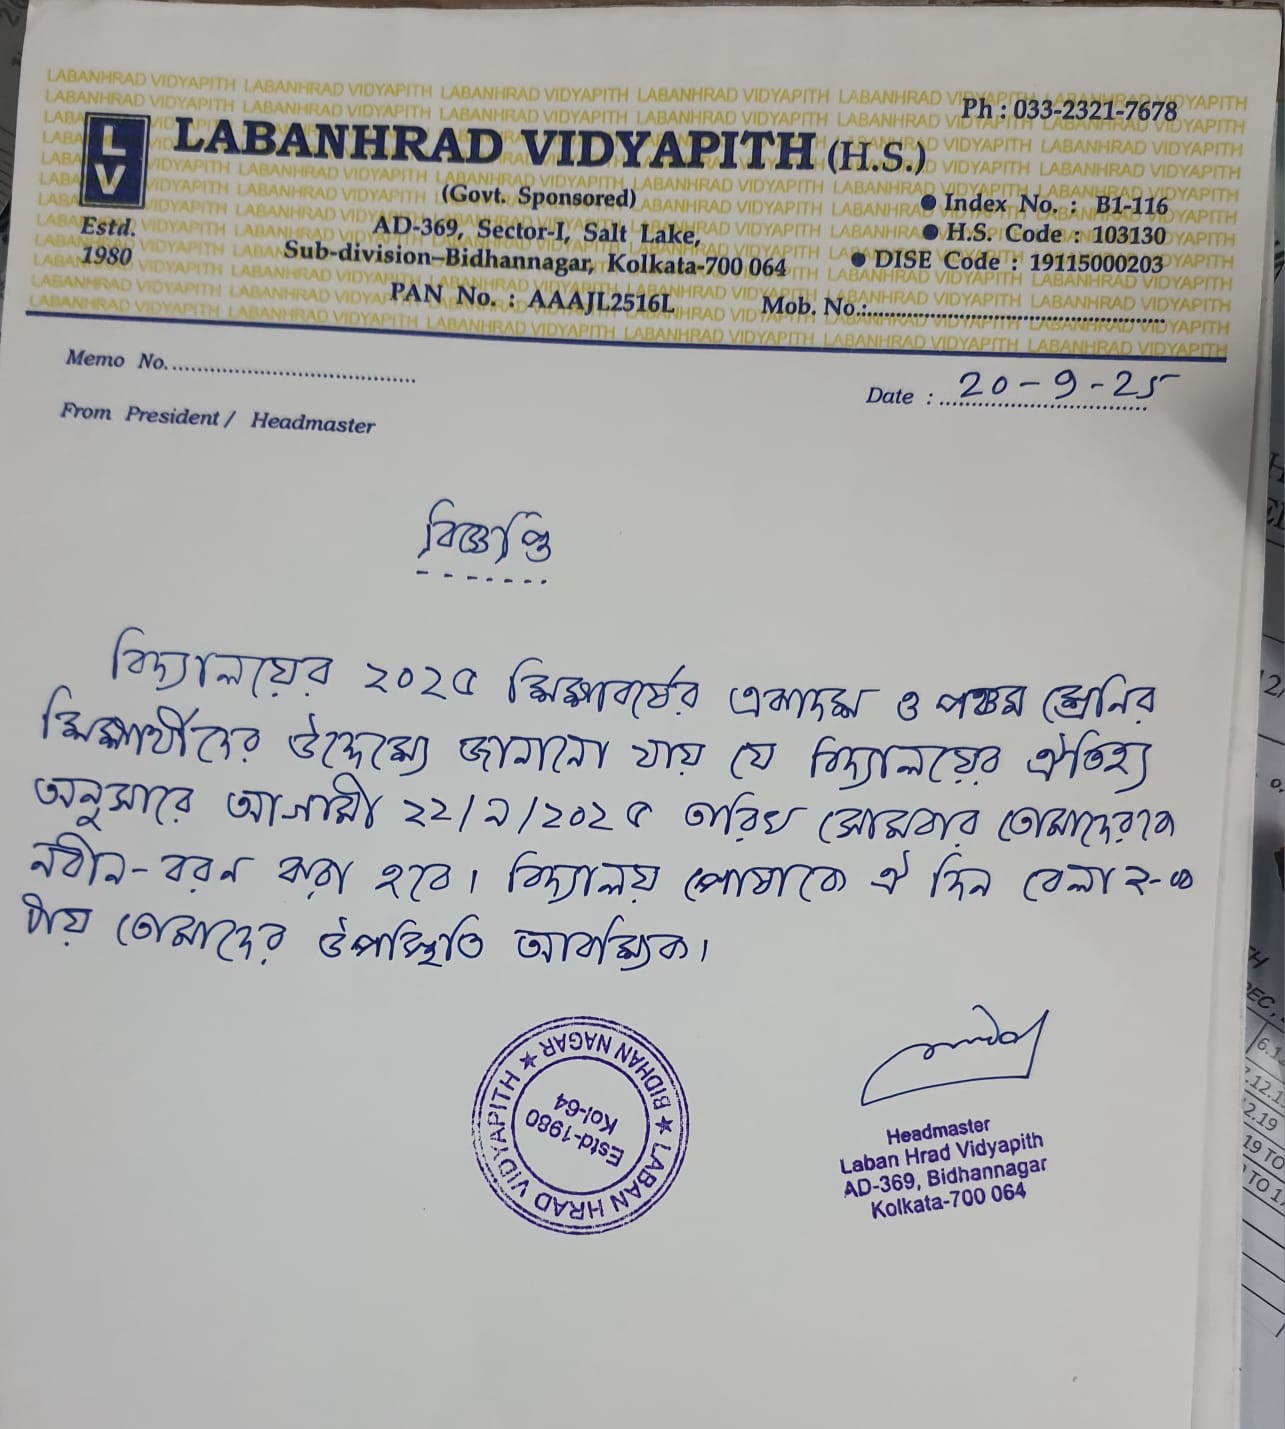 Ph : 033-2321-7678
LV
LABANHRAD VIDYAPITH (H.S.)
(Govt. Sponsored)
Index No. : B1-116
Estd.
1980
AD-369, Sector-I, Salt Lake,
H.S. Code : 103130
Sub-division–Bidhannagar, Kolkata-700 064
DISE Code : 19115000203
PAN No. : AAAJL2516L Mob. No.:
Memo No.
Date : 20-9-25
From President / Headmaster
বিজ্ঞপ্তি
বিদ্যালয়ের ২০২৫ শিক্ষাবর্ষের একাদশ ও পঞ্চম শ্রেনির
শিক্ষার্থীদের উদ্দেশ্যে জানানো যায় যে বিদ্যালয়ের ঐতিহ্য
অনুসারে আগামী ২২/৯/২০২৫ তারিখ সোমবার তোমাদেরকে
নবীন-বরন করা হবে। বিদ্যালয় পোষাকে ঐ দিন বেলা ২-০০
টায় তোমাদের উপস্থিতি আবশ্যিক।
LABAN HRAD VIDYAPITH ★ BIDHAN NAGAR ★
Estd-1980
Kol-64
Headmaster
Laban Hrad Vidyapith
AD-369, Bidhannagar
Kolkata-700 064